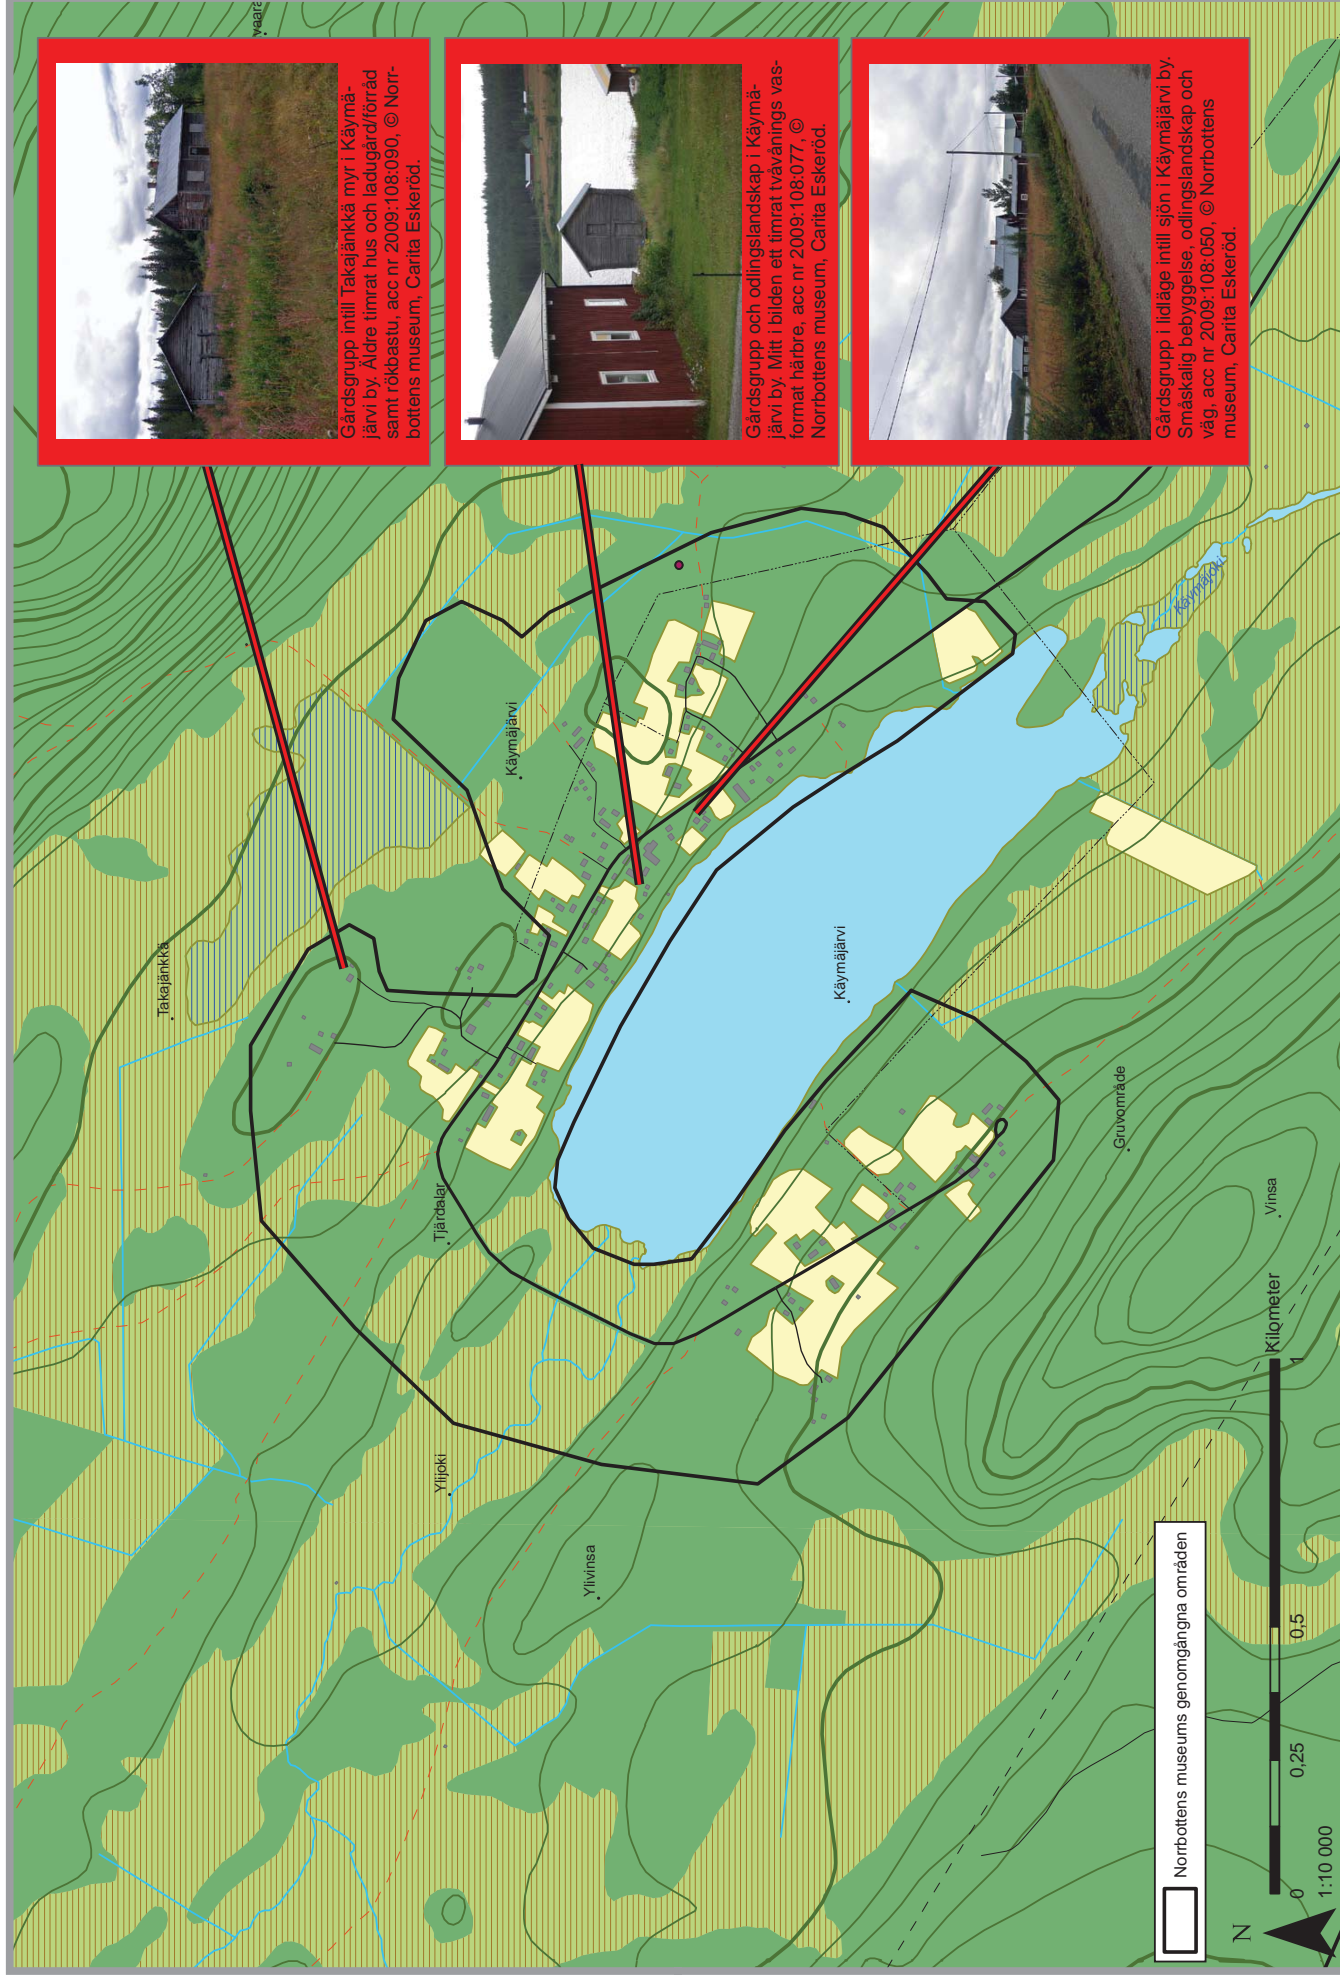 Gårdsgrupp intill Takajänkkä myr i Käymä-
järvi by. Äldre timrat hus och ladugård/förråd
samt rökbastu, acc nr 2009:108:090, © Norr-
bottens museum, Carita Eskeröd.
Gårdsgrupp och odlingslandskap i Käymä-
järvi by. Mitt i bilden ett timrat tvåvånings vas-
format härbre, acc nr 2009:108:077, ©
Norrbottens museum, Carita Eskeröd.
Gårdsgrupp i lidläge intill sjön i Käymäjärvi by.
Småskalig bebyggelse, odlingslandskap och
väg, acc nr 2009:108:050, © Norrbottens
museum, Carita Eskeröd.
vaara
Takajänkkä
Käymäjärvi
Tjärdalar
Ylijoki
Ylivinsa
Käymäjärvi
Käymäjoki
Gruvområde
Vinsa
Norrbottens museums genomgångna områden
N
0
0,25
0,5
1
Kilometer
1:10 000